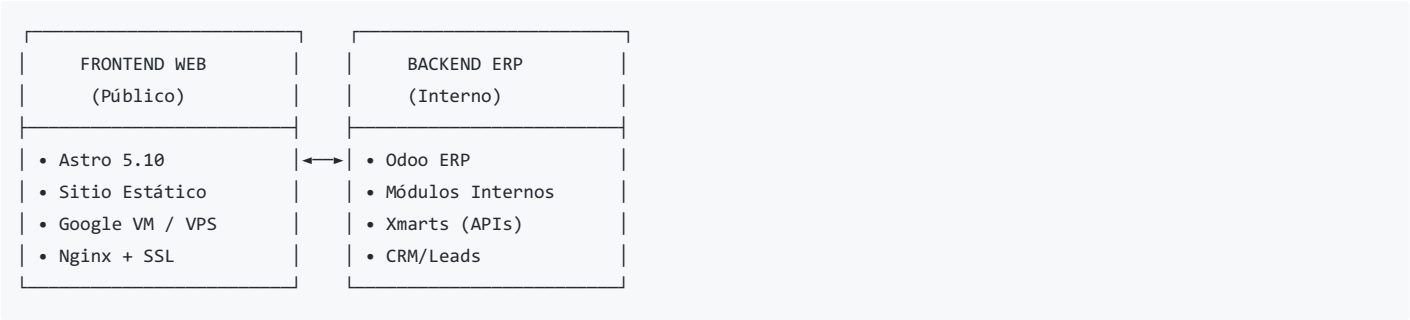 FRONTEND WEB
(Público)
• Astro 5.10
• Sitio Estático
• Google VM / VPS
• Nginx + SSL
BACKEND ERP
(Interno)
• Odoo ERP
• Módulos Internos
• Xmarts (APIs)
• CRM/Leads